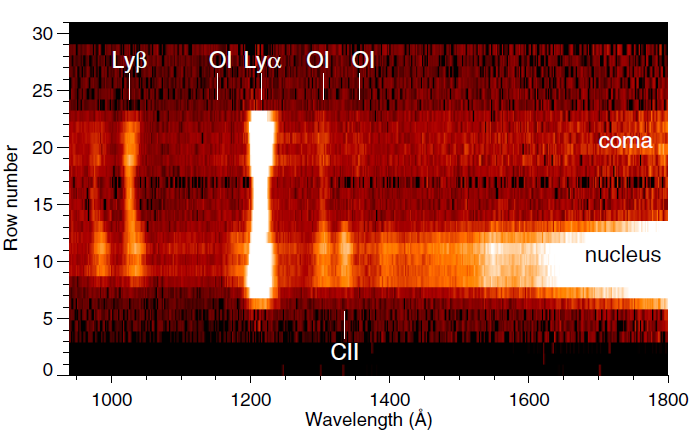 30
25
20
15
10
5
0
Row number
Lyβ OI Lyα OI OI
coma
nucleus
CII
1000 1200 1400 1600 1800
Wavelength (Å)